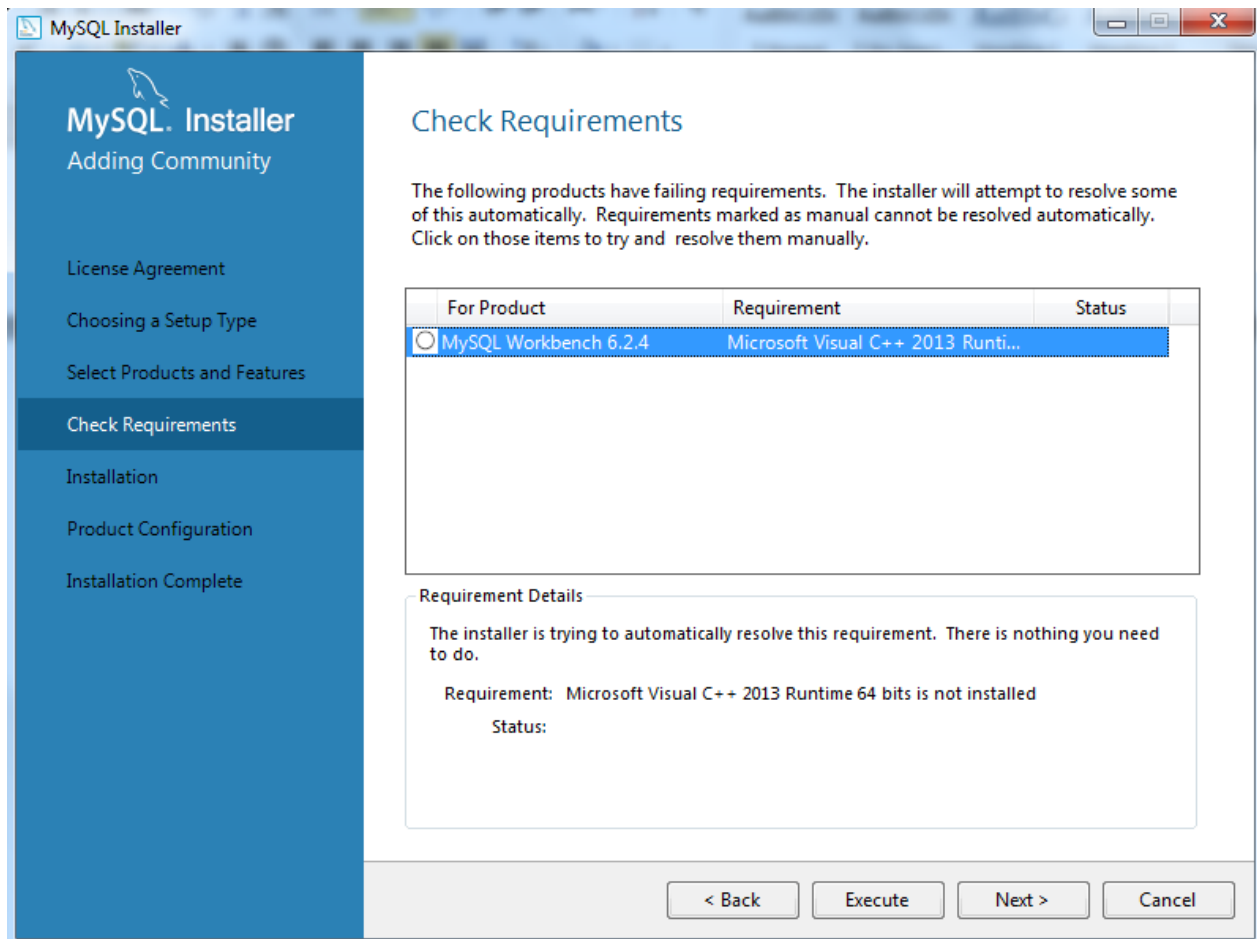 MySQL Installer
MySQL. Installer
Adding Community
License Agreement
Choosing a Setup Type
Select Products and Features
Check Requirements
Installation
Product Configuration
Installation Complete
Check Requirements
The following products have failing requirements. The installer will attempt to resolve some
of this automatically. Requirements marked as manual cannot be resolved automatically.
Click on those items to try and resolve them manually.
For Product Requirement Status
MySQL Workbench 6.2.4 Microsoft Visual C++ 2013 Runti...
Requirement Details
The installer is trying to automatically resolve this requirement. There is nothing you need
to do.
Requirement: Microsoft Visual C++ 2013 Runtime 64 bits is not installed
Status:
< Back Execute Next > Cancel